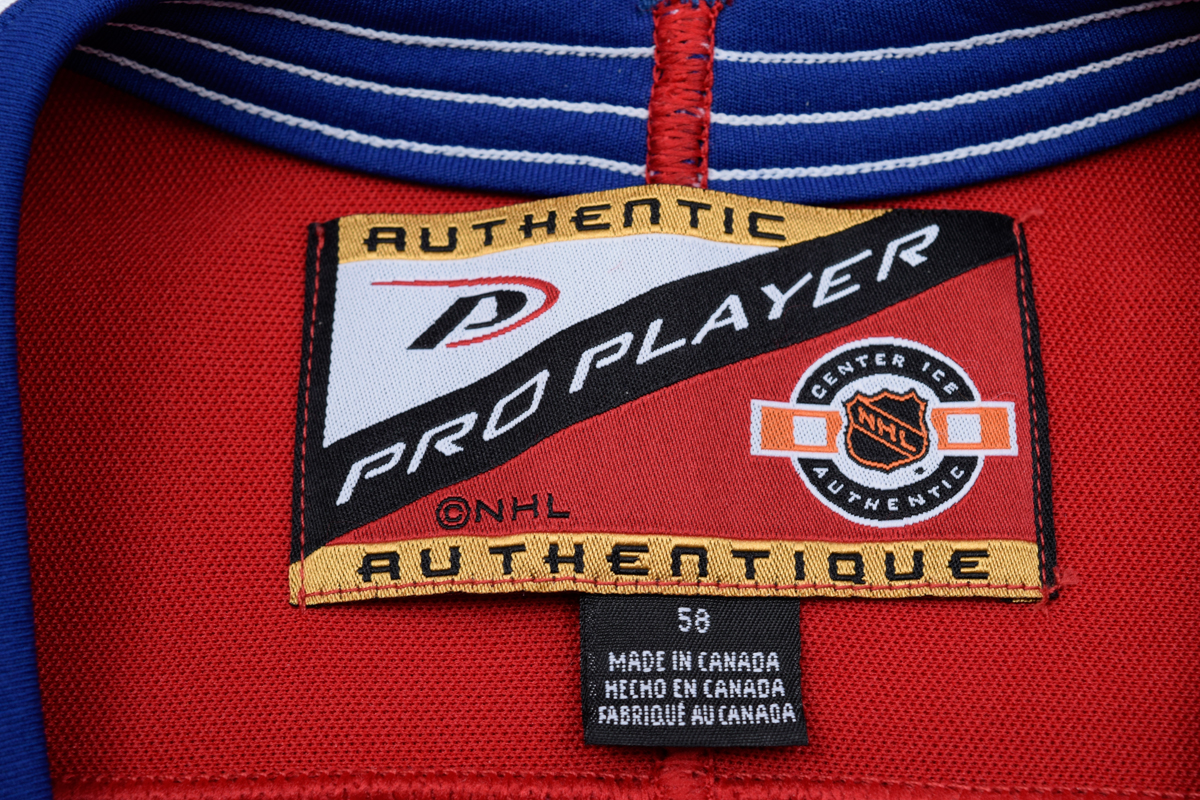 AUTHENTIC
PRO PLAYER
CENTER ICE
NHL
AUTHENTIC
©NHL
AUTHENTIQUE
58
MADE IN CANADA
HECHO EN CANADA
FABRIQUÉ AU CANADA